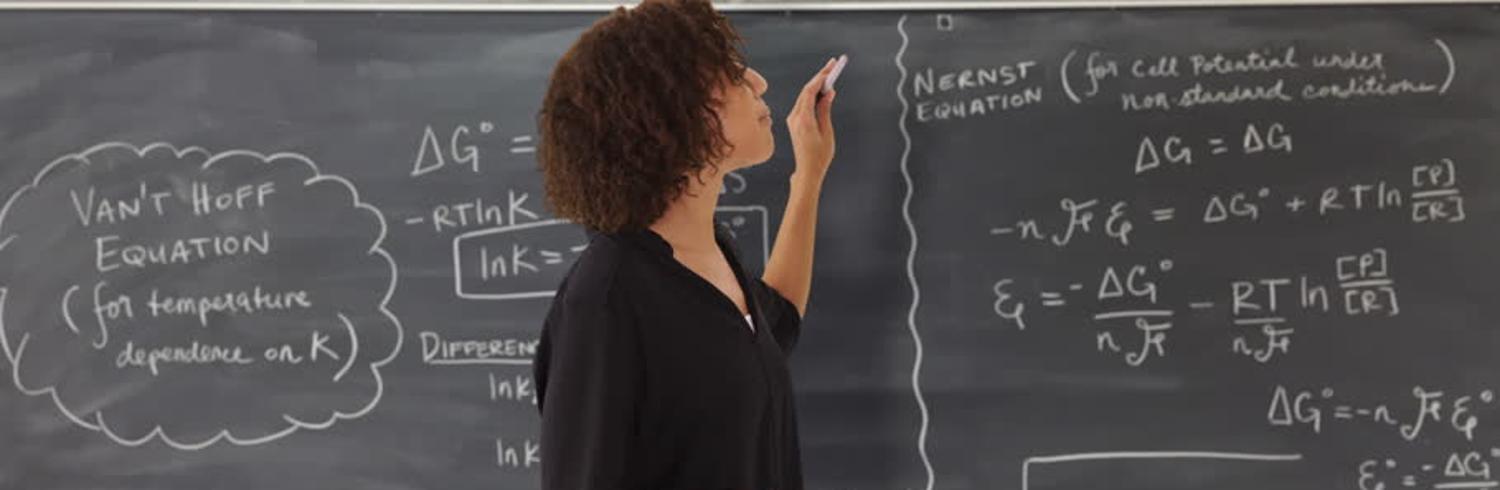 VAN'T HOFF
EQUATION
(for temperature
dependence on K)
ΔG° =
-RTlnK
lnK = -
S
°
DIFFEREN
lnK
lnK
NERNST
EQUATION
(for cell Potential under
non-standard conditions)
ΔG = ΔG
-nℱℰ = ΔG° + RTln [P]/[R]
ℰ = - ΔG°/nℱ - RT/nℱ ln [P]/[R]
ΔG° = -nℱℰ°
ℰ° = -ΔG°